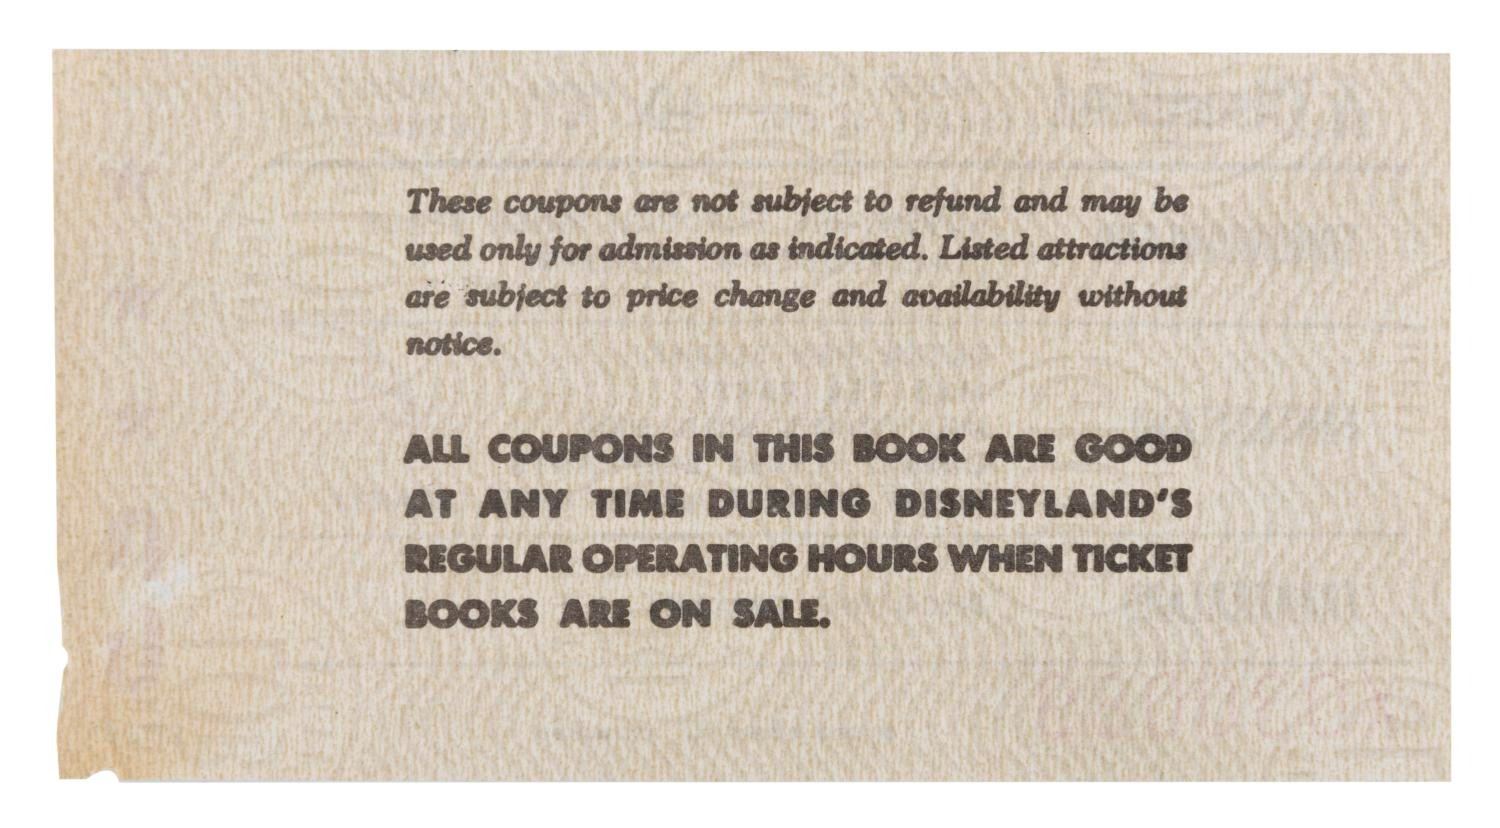 These coupons are not subject to refund and may be
used only for admission as indicated. Listed attractions
are subject to price change and availability without
notice.
ALL COUPONS IN THIS BOOK ARE GOOD
AT ANY TIME DURING DISNEYLAND'S
REGULAR OPERATING HOURS WHEN TICKET
BOOKS ARE ON SALE.